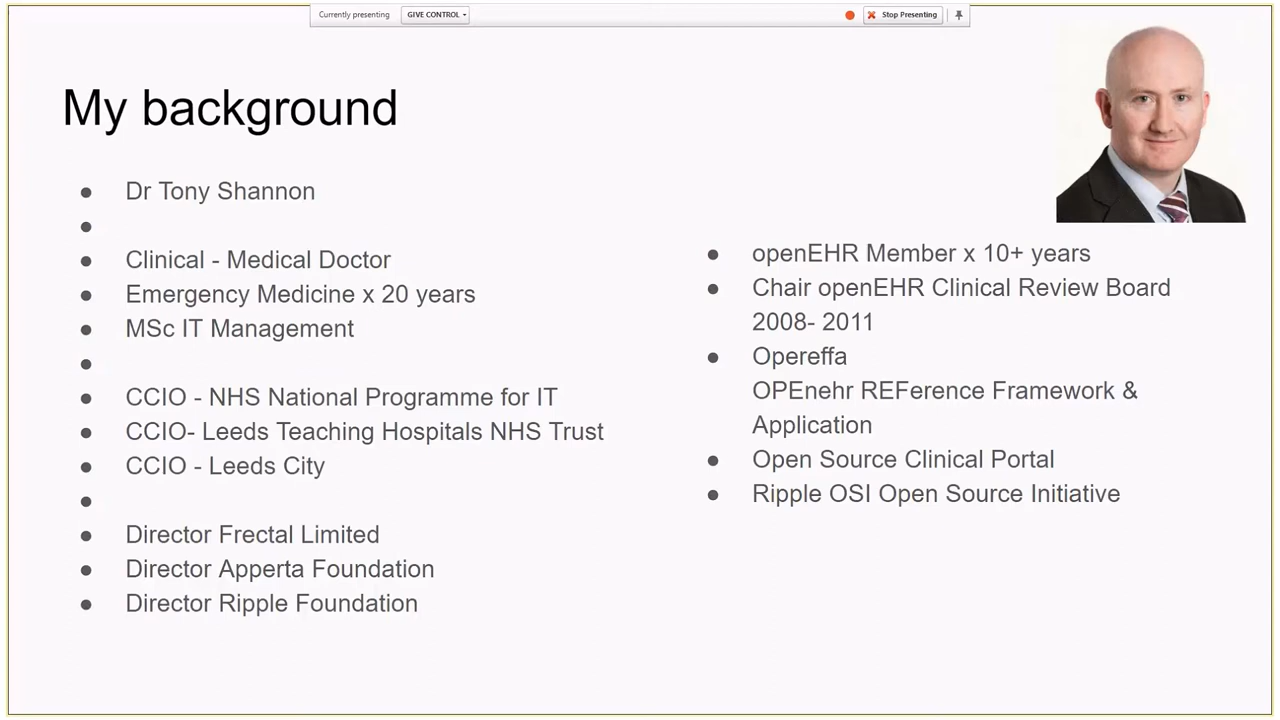 Currently presenting GIVE CONTROL Stop Presenting
My background
Dr Tony Shannon
Clinical - Medical Doctor
Emergency Medicine x 20 years
MSc IT Management
CCIO - NHS National Programme for IT
CCIO- Leeds Teaching Hospitals NHS Trust
CCIO - Leeds City
Director Frectal Limited
Director Apperta Foundation
Director Ripple Foundation
openEHR Member x 10+ years
Chair openEHR Clinical Review Board
2008- 2011
Opereffa
OPEnehr REFerence Framework &
Application
Open Source Clinical Portal
Ripple OSI Open Source Initiative